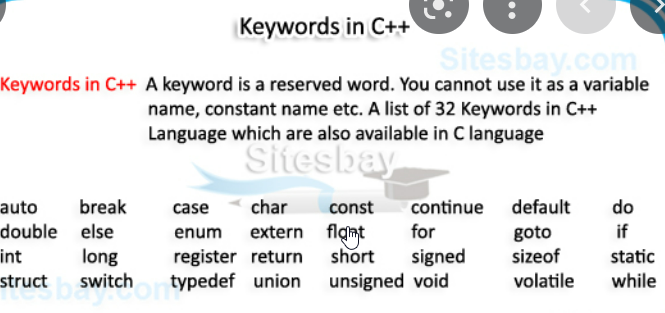 Keywords in C++
Sitesbay.com
Keywords in C++ A keyword is a reserved word. You cannot use it as a variable
name, constant name etc. A list of 32 Keywords in C++
Language which are also available in C language
Sitesbay
auto break case char const continue default do
double else enum extern float for goto if
int long register return short signed sizeof static
struct switch typedef union unsigned void volatile while